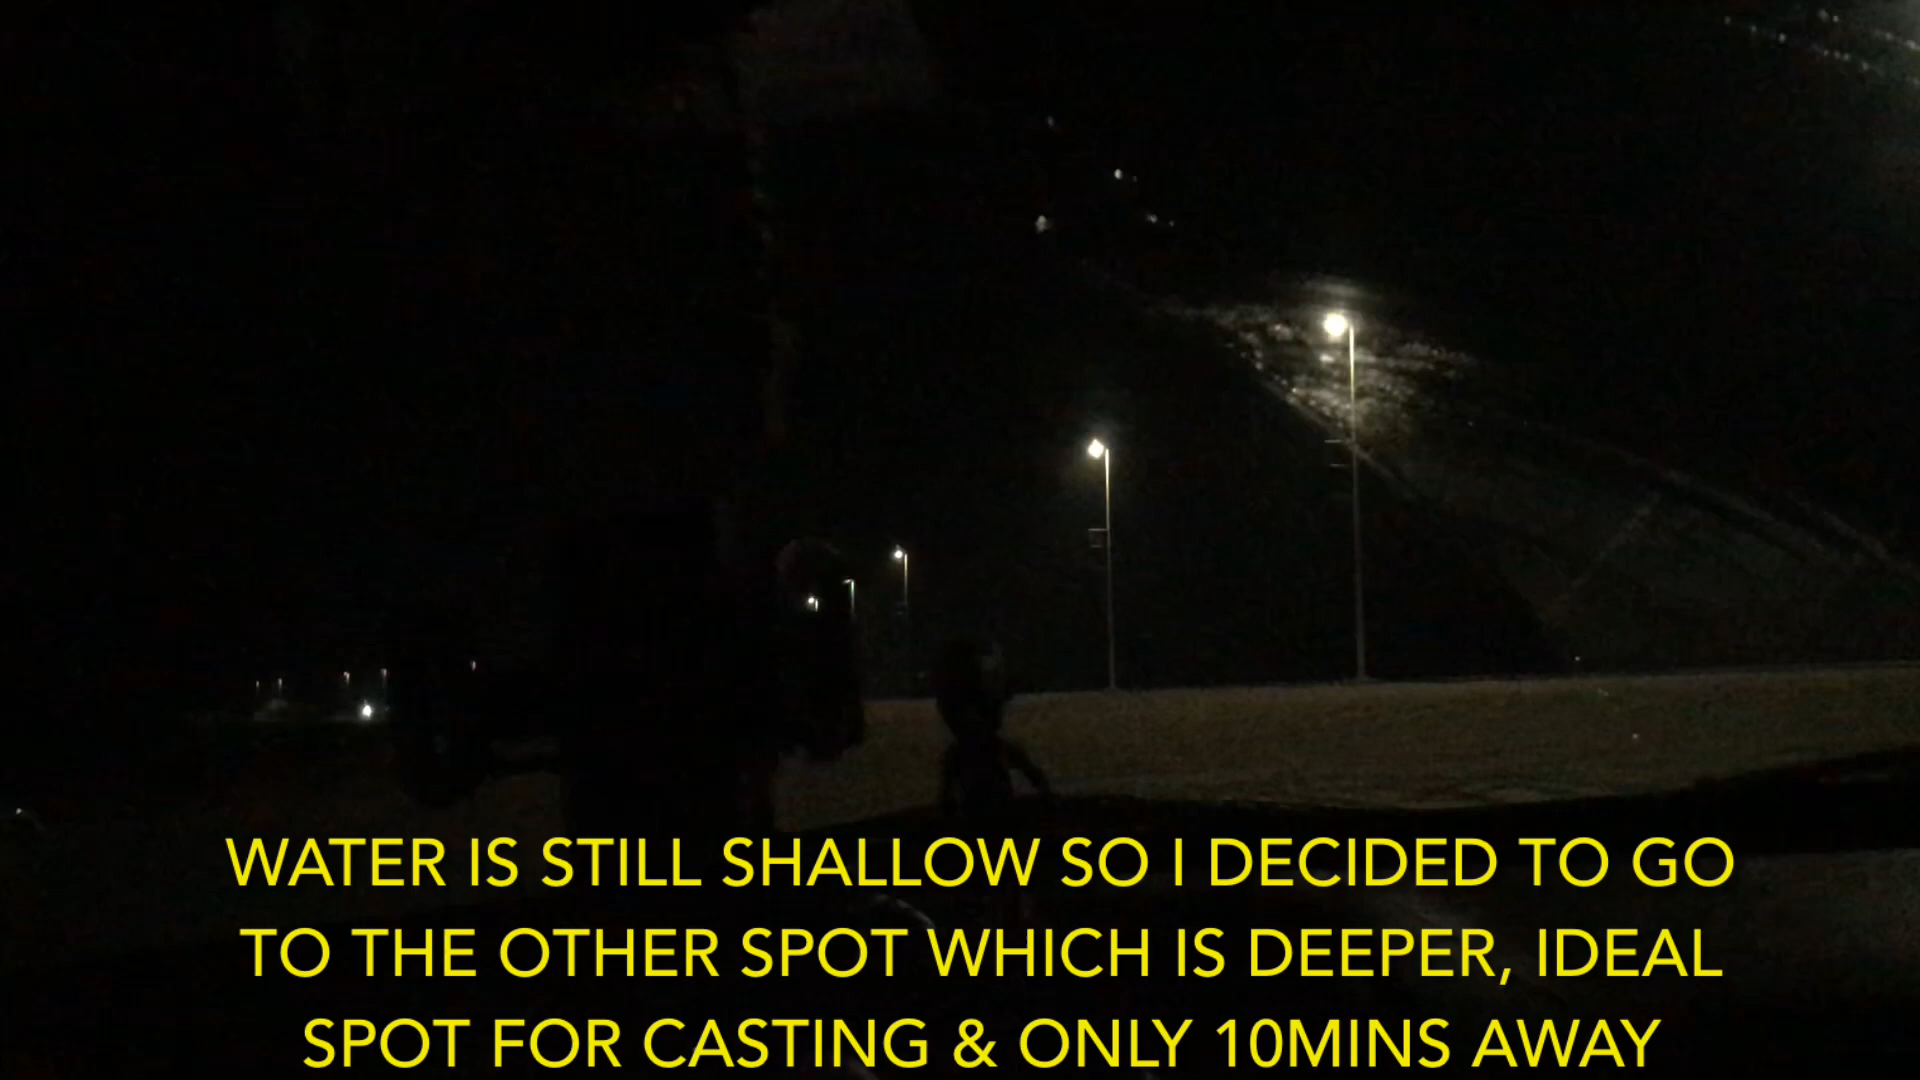 WATER IS STILL SHALLOW SO I DECIDED TO GO
TO THE OTHER SPOT WHICH IS DEEPER, IDEAL
SPOT FOR CASTING & ONLY 10MINS AWAY